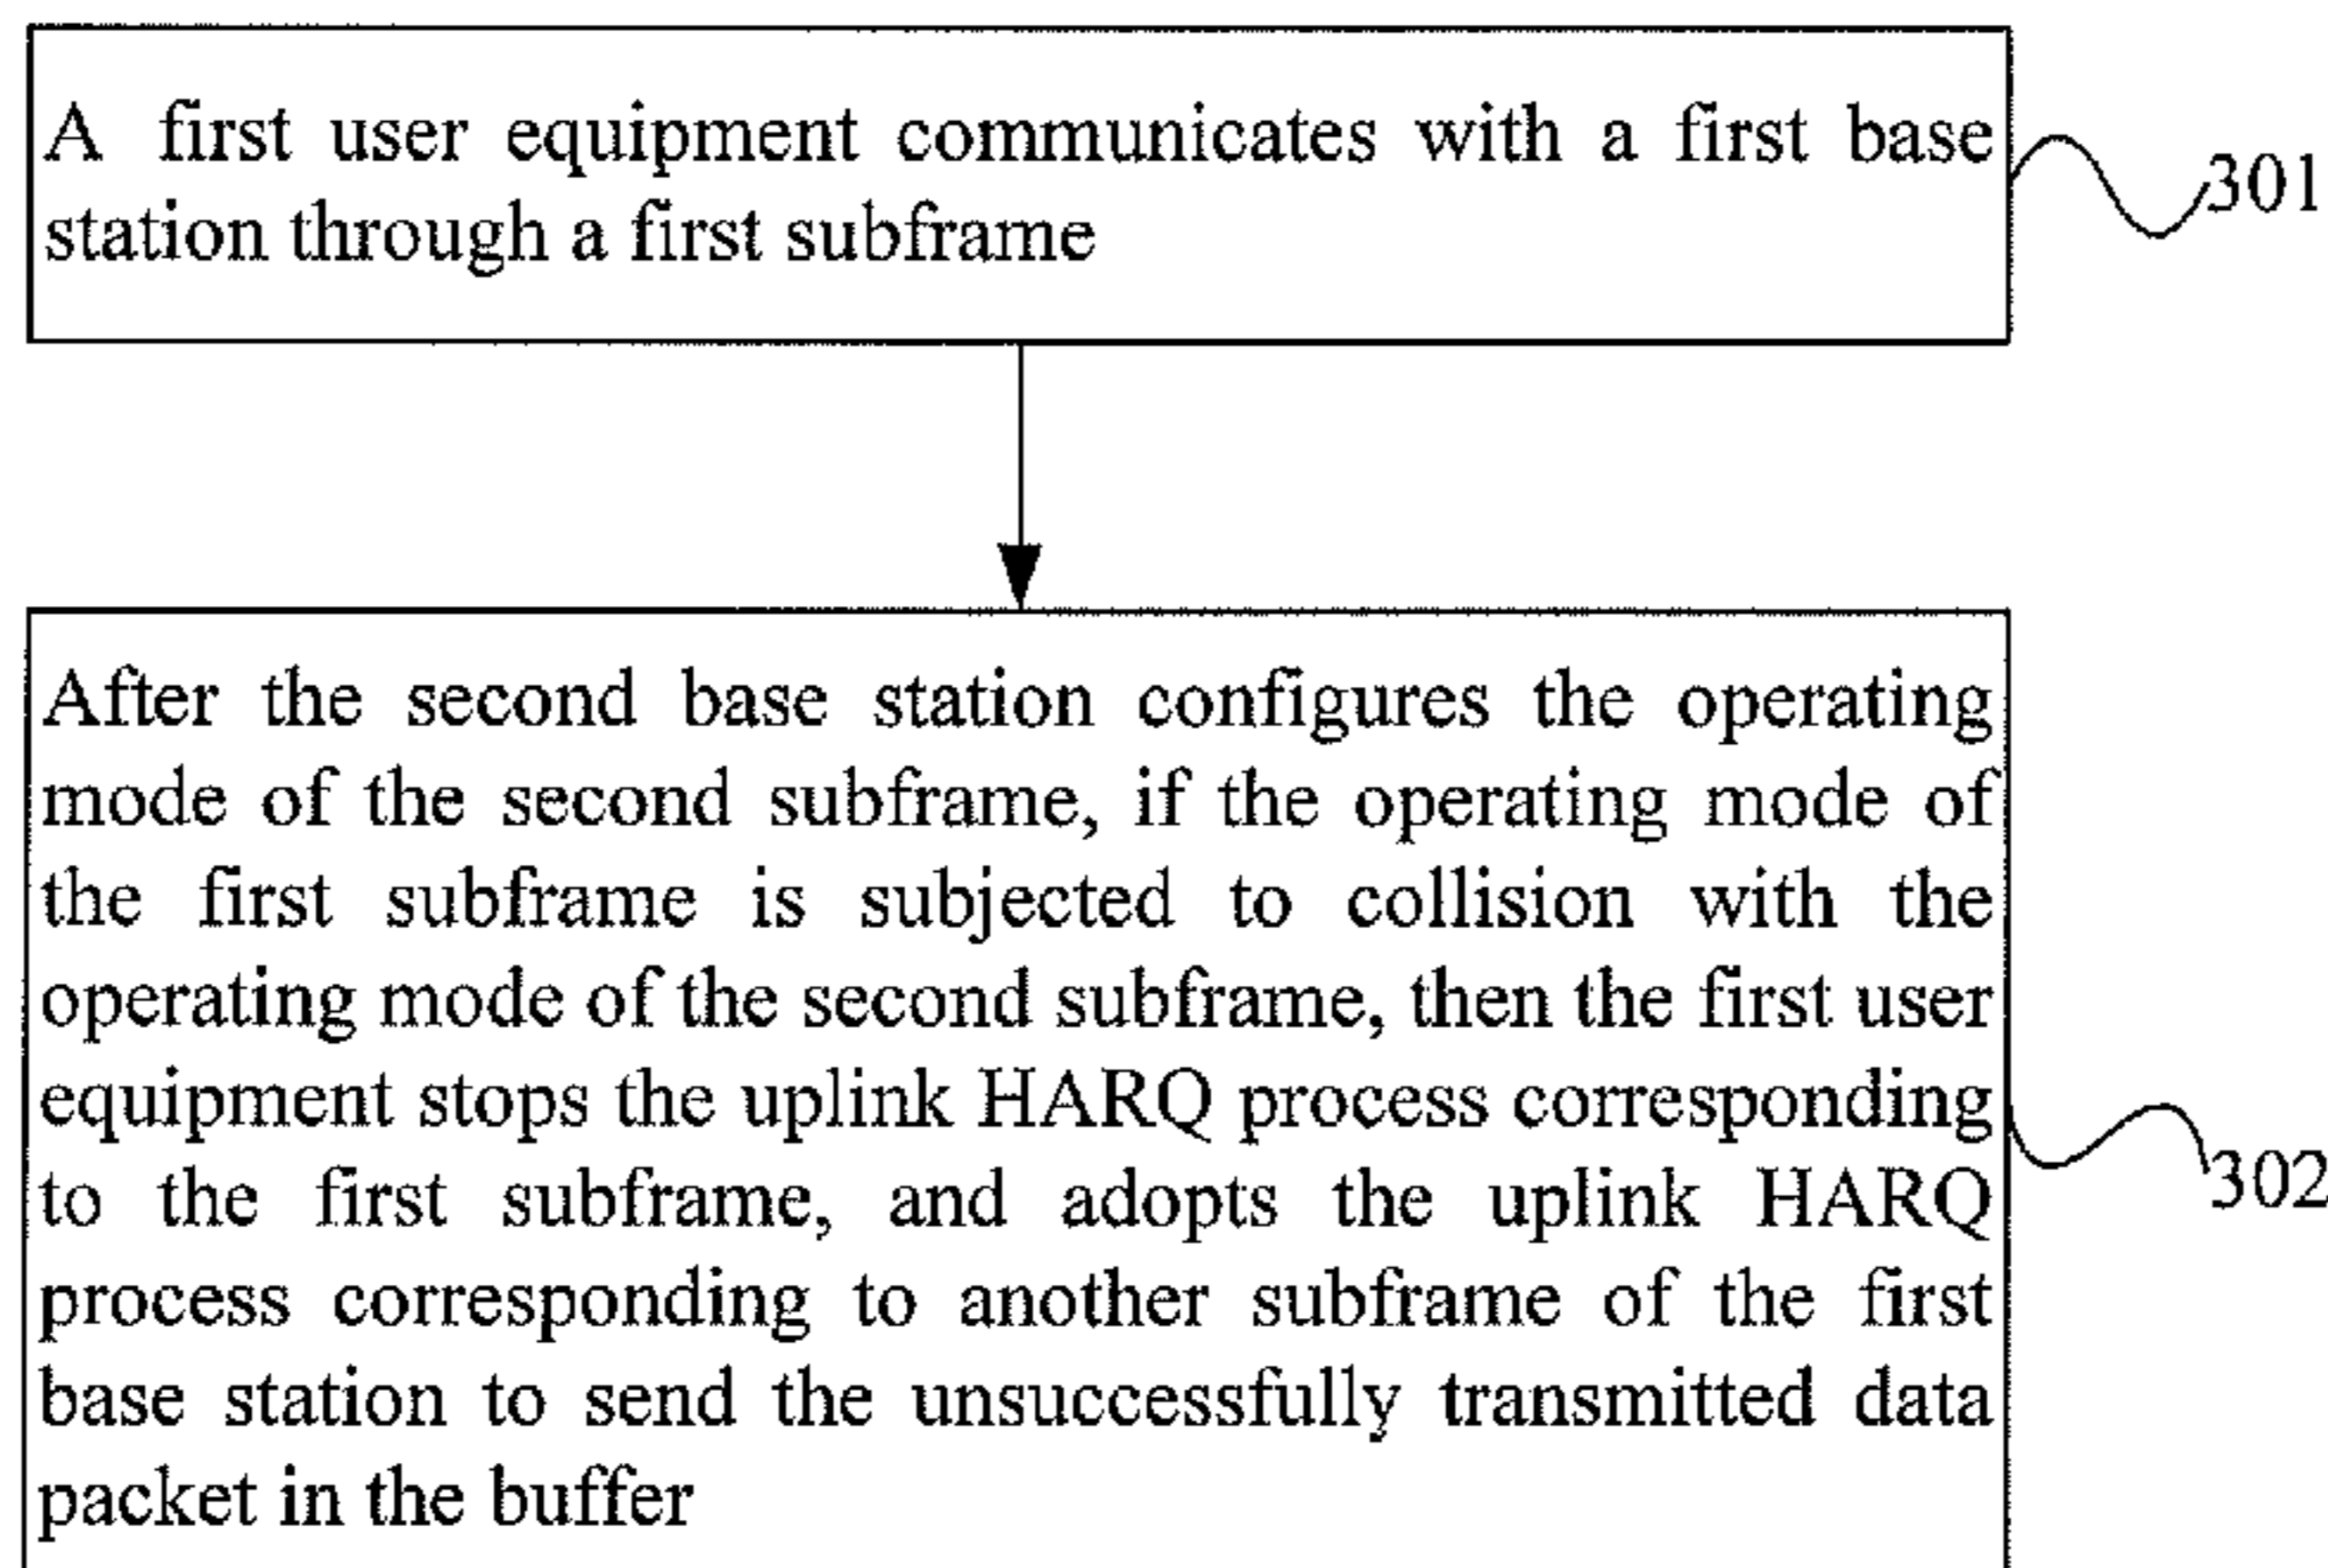 A first user equipment communicates with a first base
station through a first subframe
301
After the second base station configures the operating
mode of the second subframe, if the operating mode of
the first subframe is subjected to collision with the
operating mode of the second subframe, then the first user
equipment stops the uplink HARQ process corresponding
to the first subframe, and adopts the uplink HARQ
process corresponding to another subframe of the first
base station to send the unsuccessfully transmitted data
packet in the buffer
302